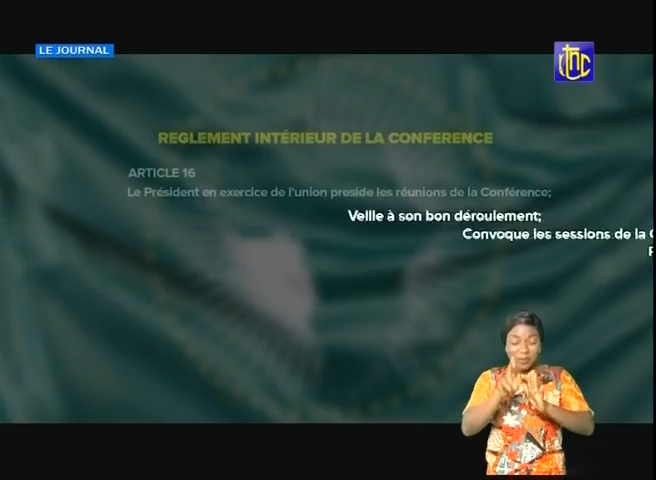 LE JOURNAL
tnc
REGLEMENT INTÉRIEUR DE LA CONFERENCE
ARTICLE 16
Le Président en exercice de l'union preside les réunions de la Conférence;
Veille à son bon déroulement;
Convoque les sessions de la